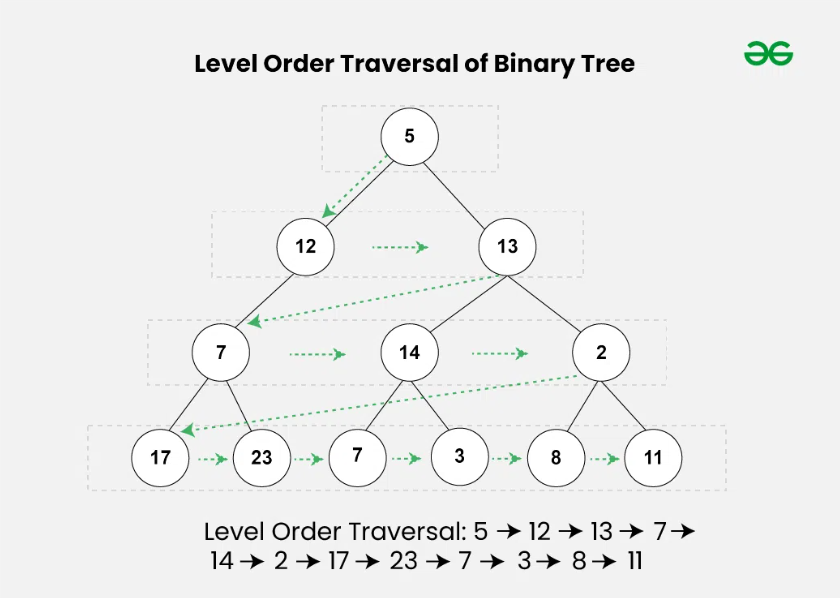 Level Order Traversal of Binary Tree
5
12 13
7 14 2
17 23 7 3 8 11
Level Order Traversal: 5 → 12 → 13 → 7 →
14 → 2 → 17 → 23 → 7 → 3 → 8 → 11